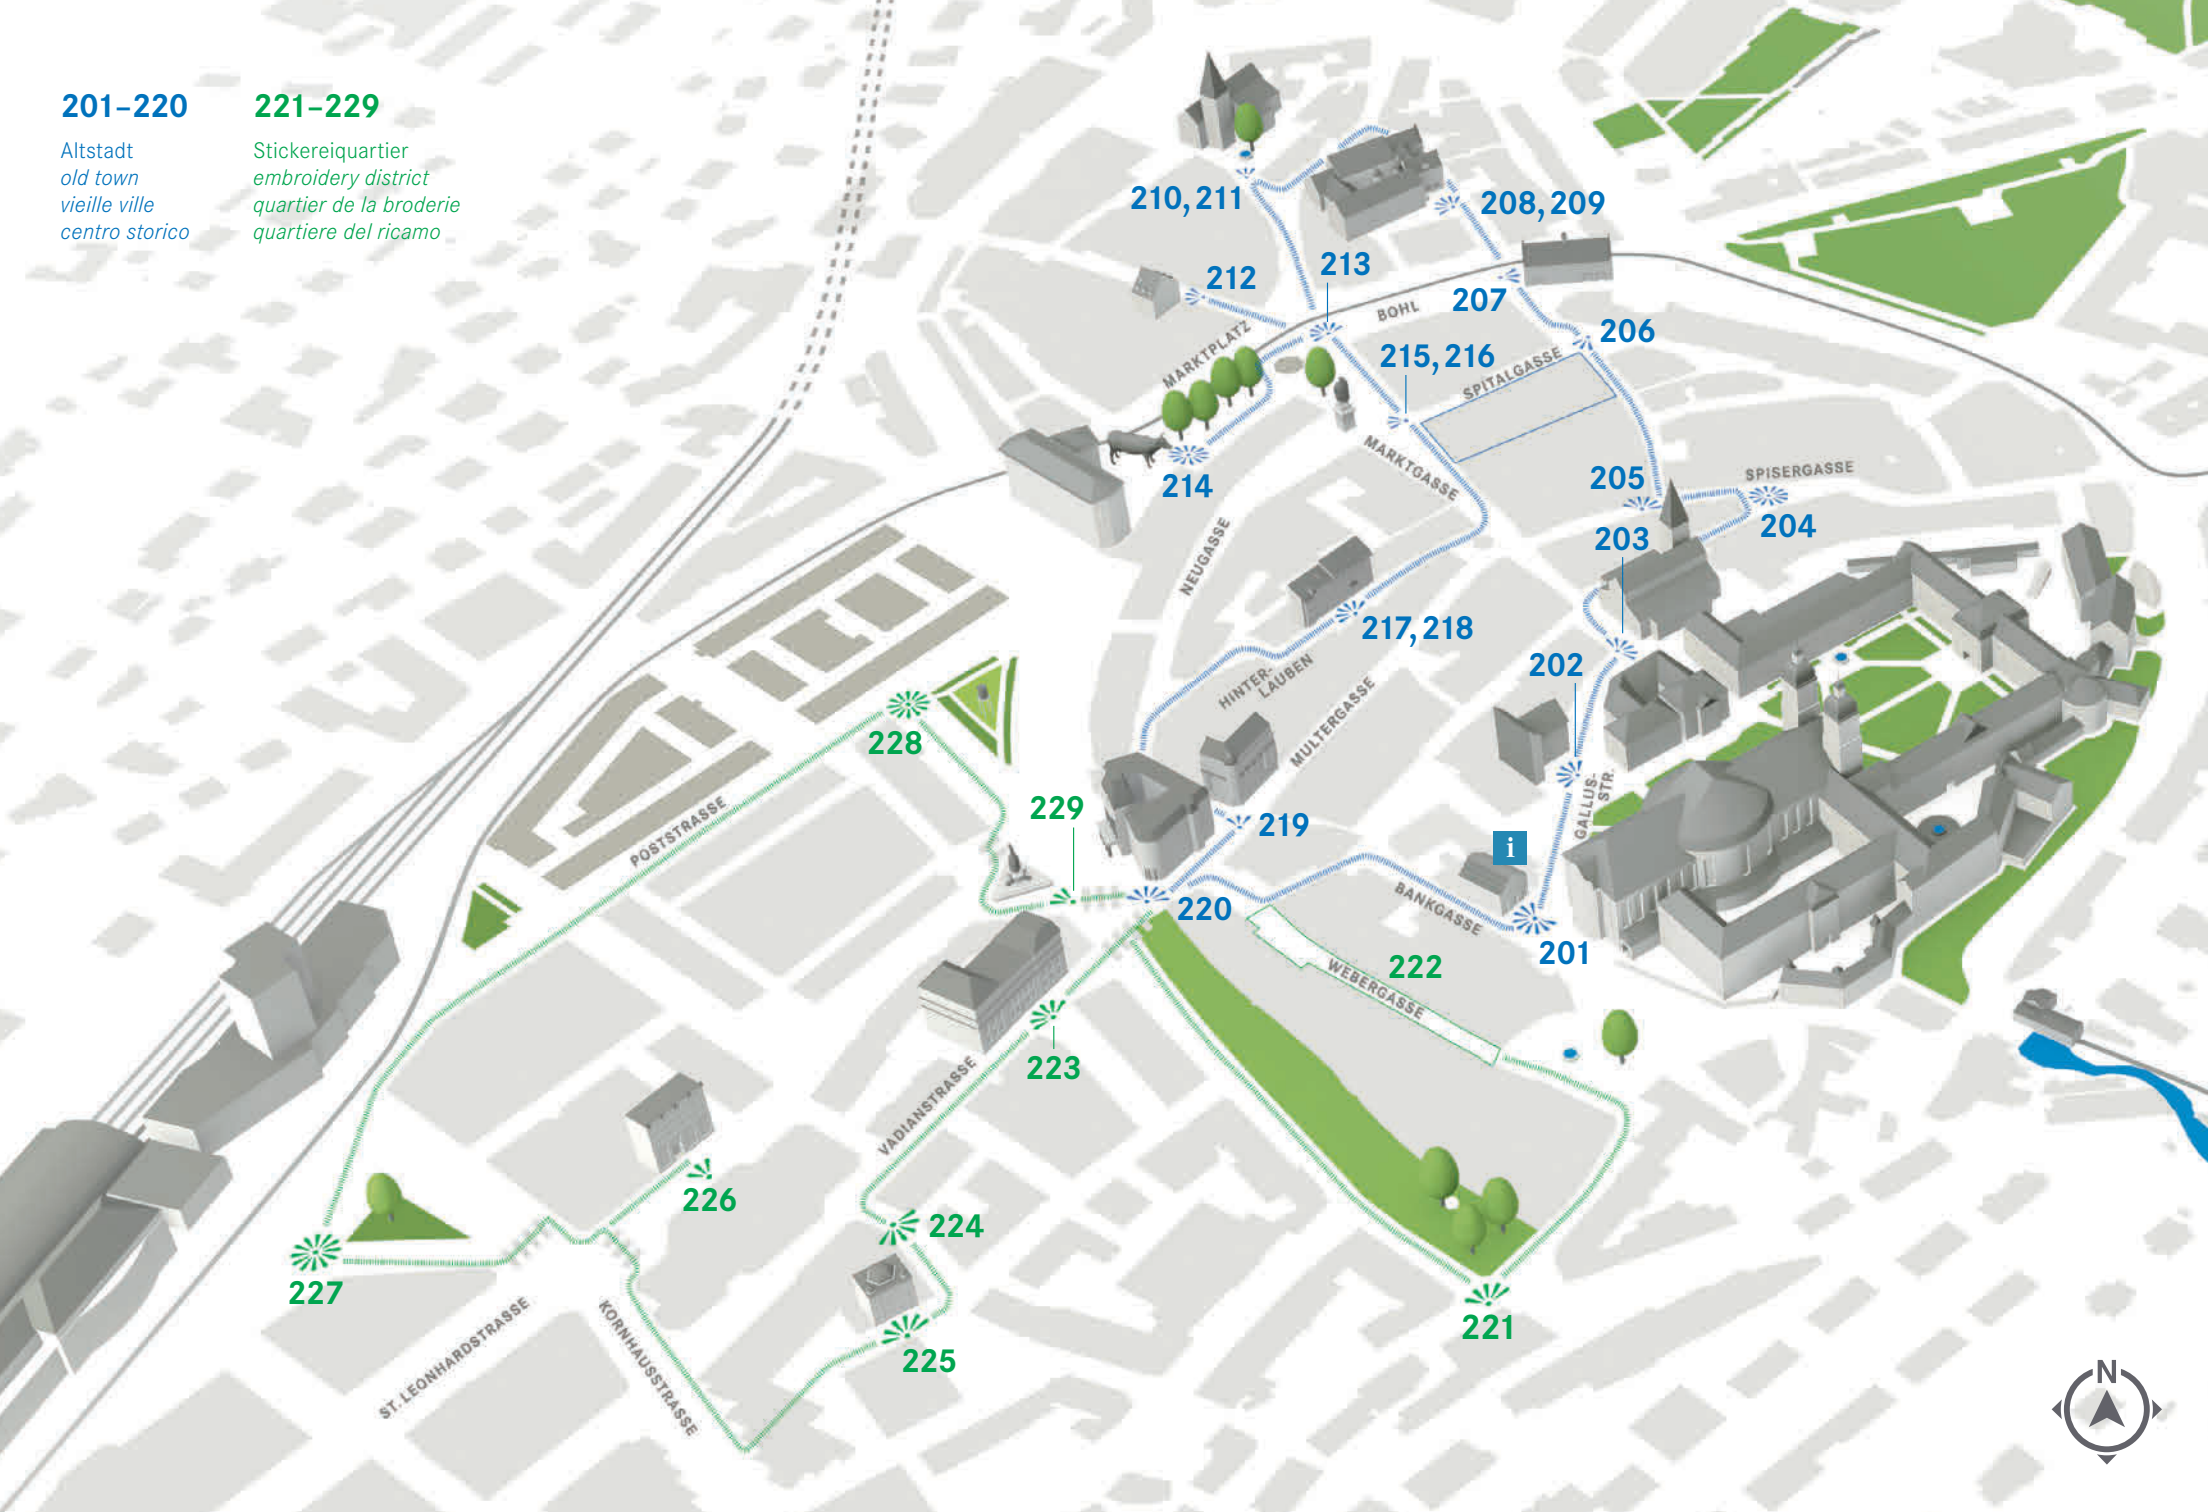 201–220
Altstadt
old town
vieille ville
centro storico
221–229
Stickereiquartier
embroidery district
quartier de la broderie
quartiere del ricamo
210, 211
208, 209
212
213
207
BOHL
206
MARKTPLATZ
215, 216
SPITALGASSE
214
MARKTGASSE
205
SPISERGASSE
204
203
NEUGASSE
217, 218
202
HINTER-
LAUBEN
MULTERGASSE
228
GALLUS-
STR.
229
219
POSTSTRASSE
i
220
BANKGASSE
201
222
WEBERGASSE
223
VADIANSTRASSE
226
224
227
225
221
ST. LEONHARDSTRASSE
KORNHAUSSTRASSE
N